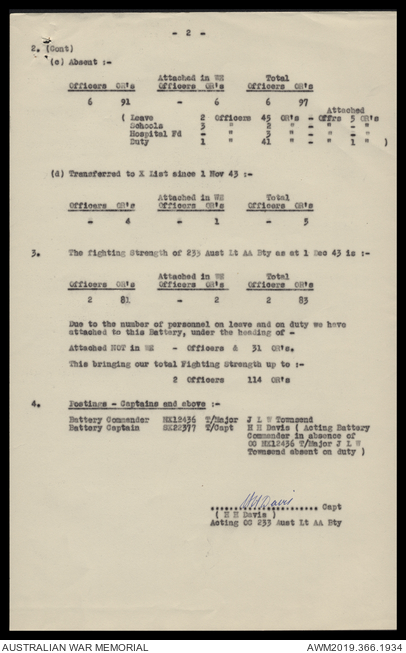 - 2 -
2. (Cont)
(c) Absent :-
Attached in WE Total
Officers OR's Officers OR's Officers OR's
6 91 - 6 6 97
Attached
( Leave 2 Officers 45 OR's - Offrs 5 OR's
Schools 3 " 2 " - " - "
Hospital Fd - " 3 " - " - "
Duty 1 " 41 " - " 1 " )
(d) Transferred to X List since 1 Nov 43 :-
Attached in WE Total
Officers OR's Officers OR's Officers OR's
- 4 - 1 - 5
3. The fighting Strength of 233 Aust Lt AA Bty as at 1 Dec 43 is :-
Attached in WE Total
Officers OR's Officers OR's Officers OR's
2 81 - 2 2 83
Due to the number of personnel on leave and on duty we have
attached to this Battery, under the heading of -
Attached NOT in WE - Officers & 31 OR's.
This bringing our total Fighting Strength up to :-
2 Officers 114 OR's
4. Postings - Captains and above :-
Battery Commander NX12436 T/Major J L W Townsend
Battery Captain SX22377 T/Capt H H Davis ( Acting Battery
Commander in absence of
OC NX12436 T/Major J L W
Townsend absent on duty )
HHDavis
..................... Capt
( H H Davis )
Acting OC 233 Aust Lt AA Bty
AUSTRALIAN WAR MEMORIAL AWM2019.366.1934